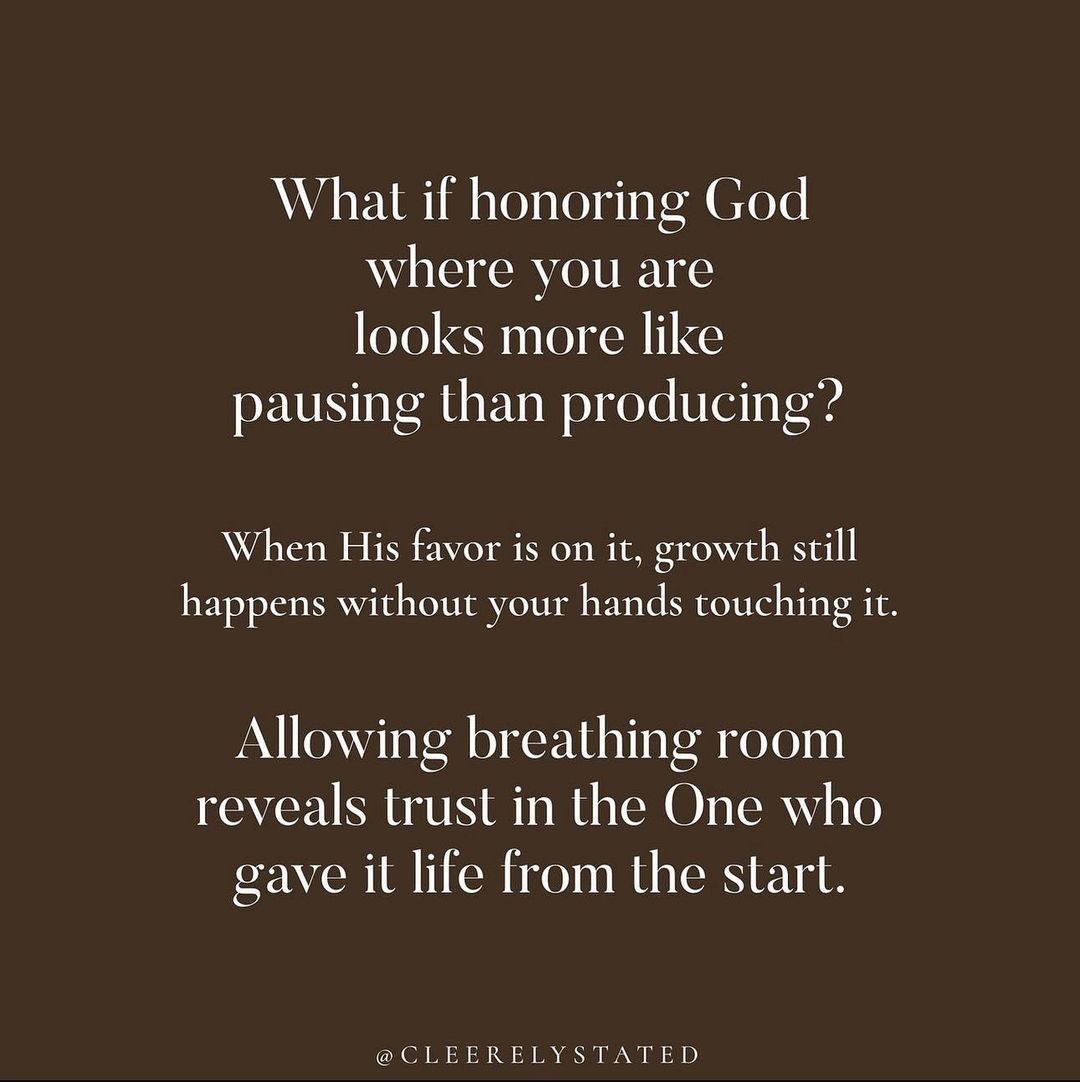 What if honoring God
where you are
looks more like
pausing than producing?
When His favor is on it, growth still
happens without your hands touching it.
Allowing breathing room
reveals trust in the One who
gave it life from the start.
@CLEERELYSTATED